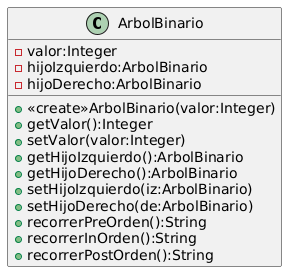 C ArbolBinario
valor:Integer
hijoIzquierdo:ArbolBinario
hijoDerecho:ArbolBinario
«create»ArbolBinario(valor:Integer)
getValor():Integer
setValor(valor:Integer)
getHijoIzquierdo():ArbolBinario
getHijoDerecho():ArbolBinario
setHijoIzquierdo(iz:ArbolBinario)
setHijoDerecho(de:ArbolBinario)
recorrerPreOrden():String
recorrerInOrden():String
recorrerPostOrden():String